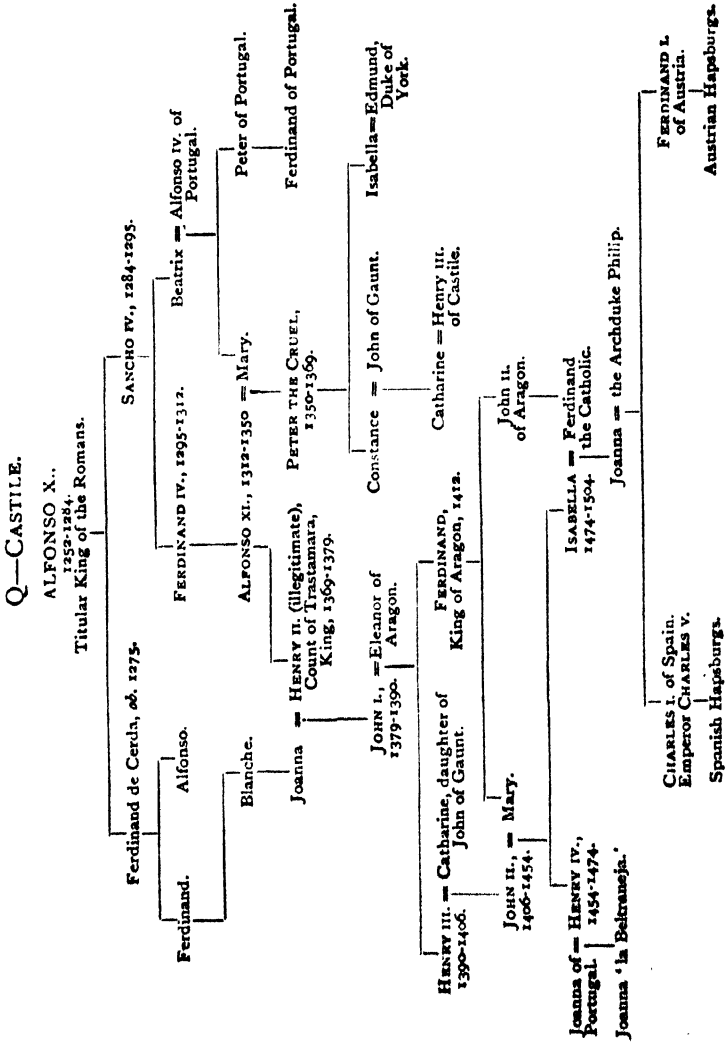 Q—CASTILE.
ALFONSO X.,
1252-1284.
Titular King of the Romans.
Ferdinand de Cerda, ob. 1275.
SANCHO IV., 1284-1295.
Ferdinand.
Alfonso.
FERDINAND IV., 1295-1312.
Beatrix = Alfonso IV. of
Portugal.
Blanche.
ALFONSO XI., 1312-1350 = Mary.
Peter of Portugal.
Joanna = HENRY II. (illegitimate),
Count of Trastamara,
King, 1369-1379.
PETER THE CRUEL,
1350-1369.
Ferdinand of Portugal.
JOHN I., = Eleanor of
1379-1390. Aragon.
Constance = John of Gaunt.
Isabella = Edmund,
Duke of
York.
HENRY III. = Catharine, daughter of
1390-1406. John of Gaunt.
FERDINAND,
King of Aragon, 1412.
Catharine = Henry III.
of Castile.
JOHN II., = Mary.
1406-1454.
John II.
of Aragon.
Joanna of = HENRY IV.,
Portugal. 1454-1474.
ISABELLA = Ferdinand
1474-1504. the Catholic.
Joanna ‘la Beltraneja.’
Joanna = the Archduke Philip.
CHARLES I. of Spain.
Emperor CHARLES V.
FERDINAND I.
of Austria.
Spanish Hapsburgs.
Austrian Hapsburgs.